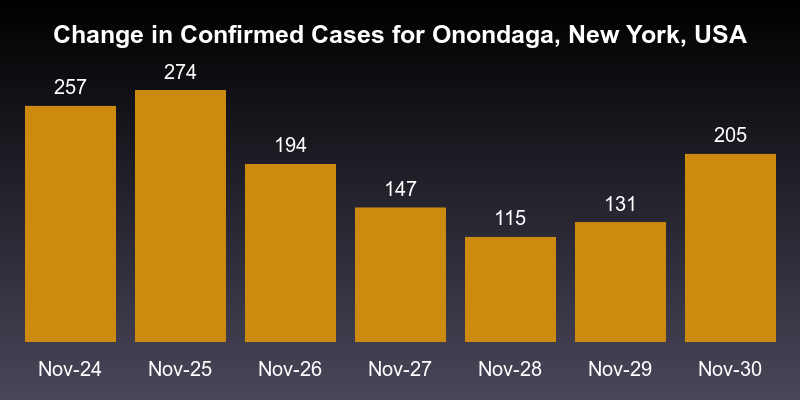 Change in Confirmed Cases for Onondaga, New York, USA
257
274
194
147
115
131
205
Nov-24
Nov-25
Nov-26
Nov-27
Nov-28
Nov-29
Nov-30